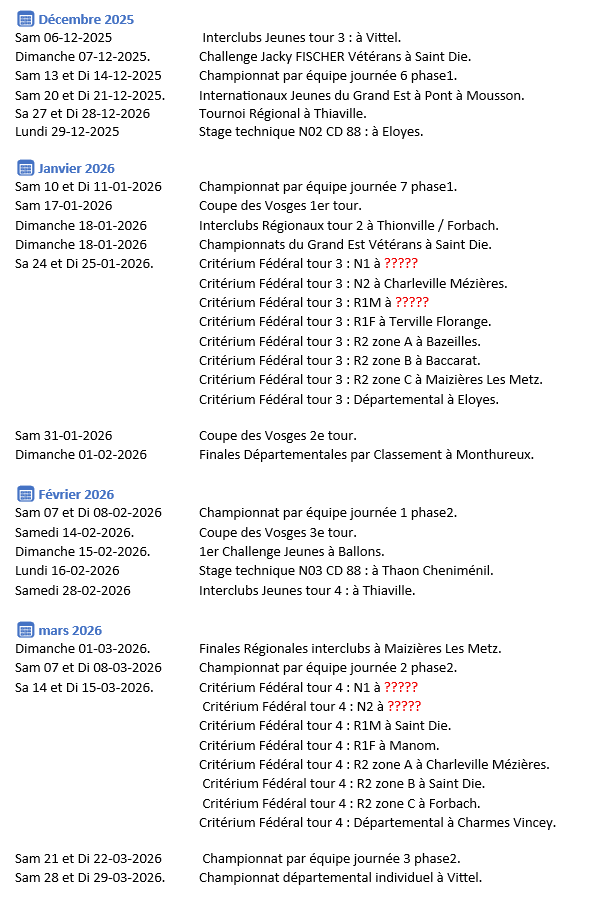 Décembre 2025
Sam 06-12-2025 Interclubs Jeunes tour 3 : à Vittel.
Dimanche 07-12-2025. Challenge Jacky FISCHER Vétérans à Saint Die.
Sam 13 et Di 14-12-2025 Championnat par équipe journée 6 phase1.
Sam 20 et Di 21-12-2025. Internationaux Jeunes du Grand Est à Pont à Mousson.
Sa 27 et Di 28-12-2026 Tournoi Régional à Thiaville.
Lundi 29-12-2025 Stage technique N02 CD 88 : à Eloyes.
Janvier 2026
Sam 10 et Di 11-01-2026 Championnat par équipe journée 7 phase1.
Sam 17-01-2026 Coupe des Vosges 1er tour.
Dimanche 18-01-2026 Interclubs Régionaux tour 2 à Thionville / Forbach.
Dimanche 18-01-2026 Championnats du Grand Est Vétérans à Saint Die.
Sa 24 et Di 25-01-2026. Critérium Fédéral tour 3 : N1 à ?????
Critérium Fédéral tour 3 : N2 à Charleville Mézières.
Critérium Fédéral tour 3 : R1M à ?????
Critérium Fédéral tour 3 : R1F à Terville Florange.
Critérium Fédéral tour 3 : R2 zone A à Bazeilles.
Critérium Fédéral tour 3 : R2 zone B à Baccarat.
Critérium Fédéral tour 3 : R2 zone C à Maizières Les Metz.
Critérium Fédéral tour 3 : Départemental à Eloyes.
Sam 31-01-2026 Coupe des Vosges 2e tour.
Dimanche 01-02-2026 Finales Départementales par Classement à Monthureux.
Février 2026
Sam 07 et Di 08-02-2026 Championnat par équipe journée 1 phase2.
Samedi 14-02-2026. Coupe des Vosges 3e tour.
Dimanche 15-02-2026. 1er Challenge Jeunes à Ballons.
Lundi 16-02-2026 Stage technique N03 CD 88 : à Thaon Cheniménil.
Samedi 28-02-2026 Interclubs Jeunes tour 4 : à Thiaville.
mars 2026
Dimanche 01-03-2026. Finales Régionales interclubs à Maizières Les Metz.
Sam 07 et Di 08-03-2026 Championnat par équipe journée 2 phase2.
Sa 14 et Di 15-03-2026. Critérium Fédéral tour 4 : N1 à ?????
Critérium Fédéral tour 4 : N2 à ?????
Critérium Fédéral tour 4 : R1M à Saint Die.
Critérium Fédéral tour 4 : R1F à Manom.
Critérium Fédéral tour 4 : R2 zone A à Charleville Mézières.
Critérium Fédéral tour 4 : R2 zone B à Saint Die.
Critérium Fédéral tour 4 : R2 zone C à Forbach.
Critérium Fédéral tour 4 : Départemental à Charmes Vincey.
Sam 21 et Di 22-03-2026 Championnat par équipe journée 3 phase2.
Sam 28 et Di 29-03-2026. Championnat départemental individuel à Vittel.